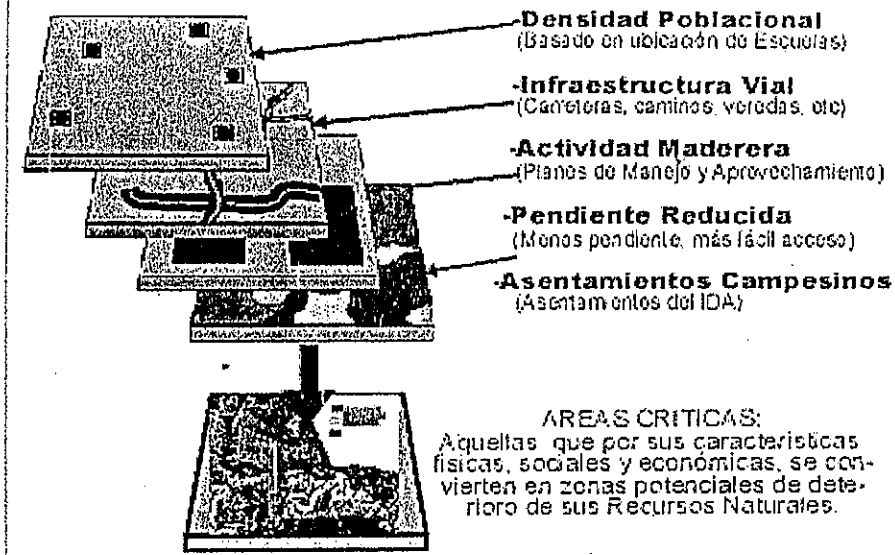 -Densidad Poblacional
(Basado en ubicación de Escuelas)
-Infraestructura Vial
(Carreteras, caminos, veredas, etc)
-Actividad Maderera
(Planes de Manejo y Aprovechamiento)
-Pendiente Reducida
(Menos pendiente, más fácil acceso)
-Asentamientos Campesinos
(Asentamientos del IDA)
AREAS CRITICAS:
Aquellas que por sus características
físicas, sociales y económicas, se con-
vierten en zonas potenciales de dete-
rioro de sus Recursos Naturales.